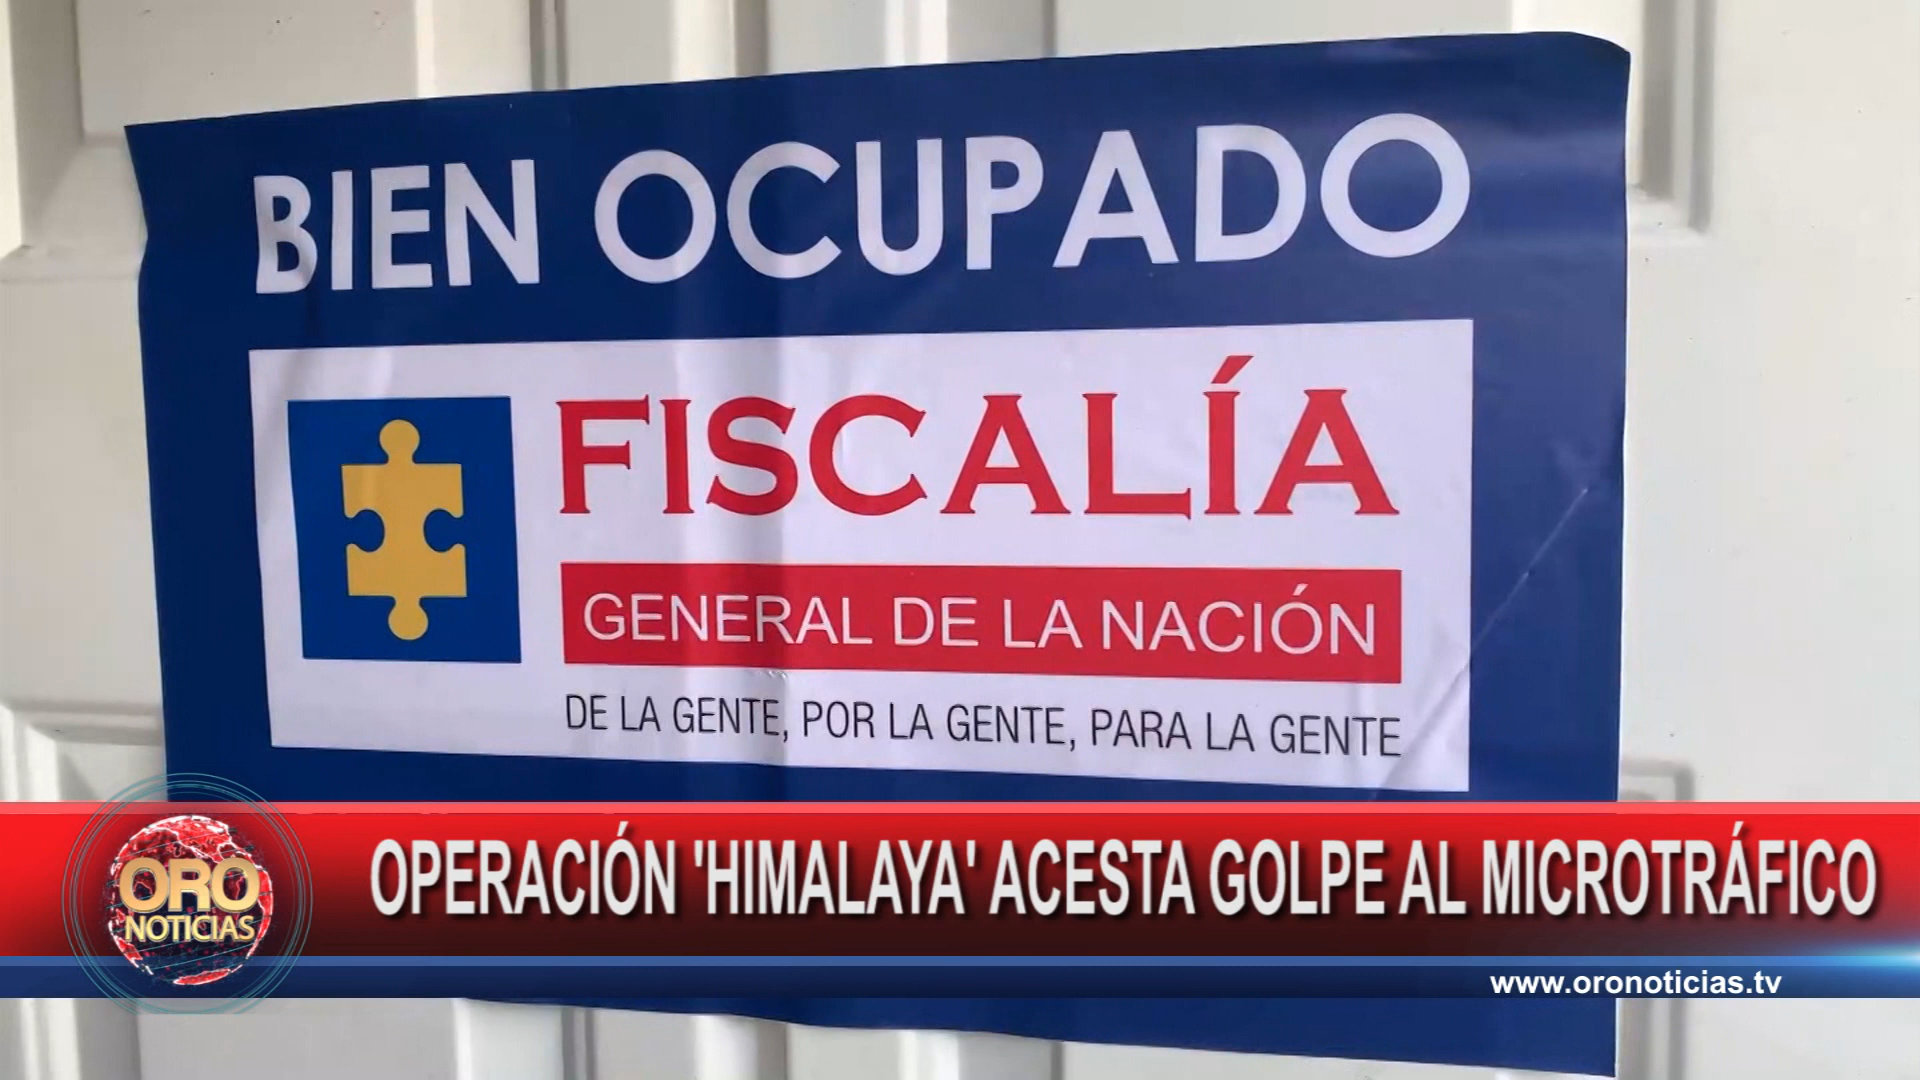 BIEN OCUPADO
FISCALÍA
GENERAL DE LA NACIÓN
DE LA GENTE, POR LA GENTE, PARA LA GENTE
ORO
NOTICIAS
OPERACIÓN 'HIMALAYA' ACESTA GOLPE AL MICROTRÁFICO
www.oronoticias.tv